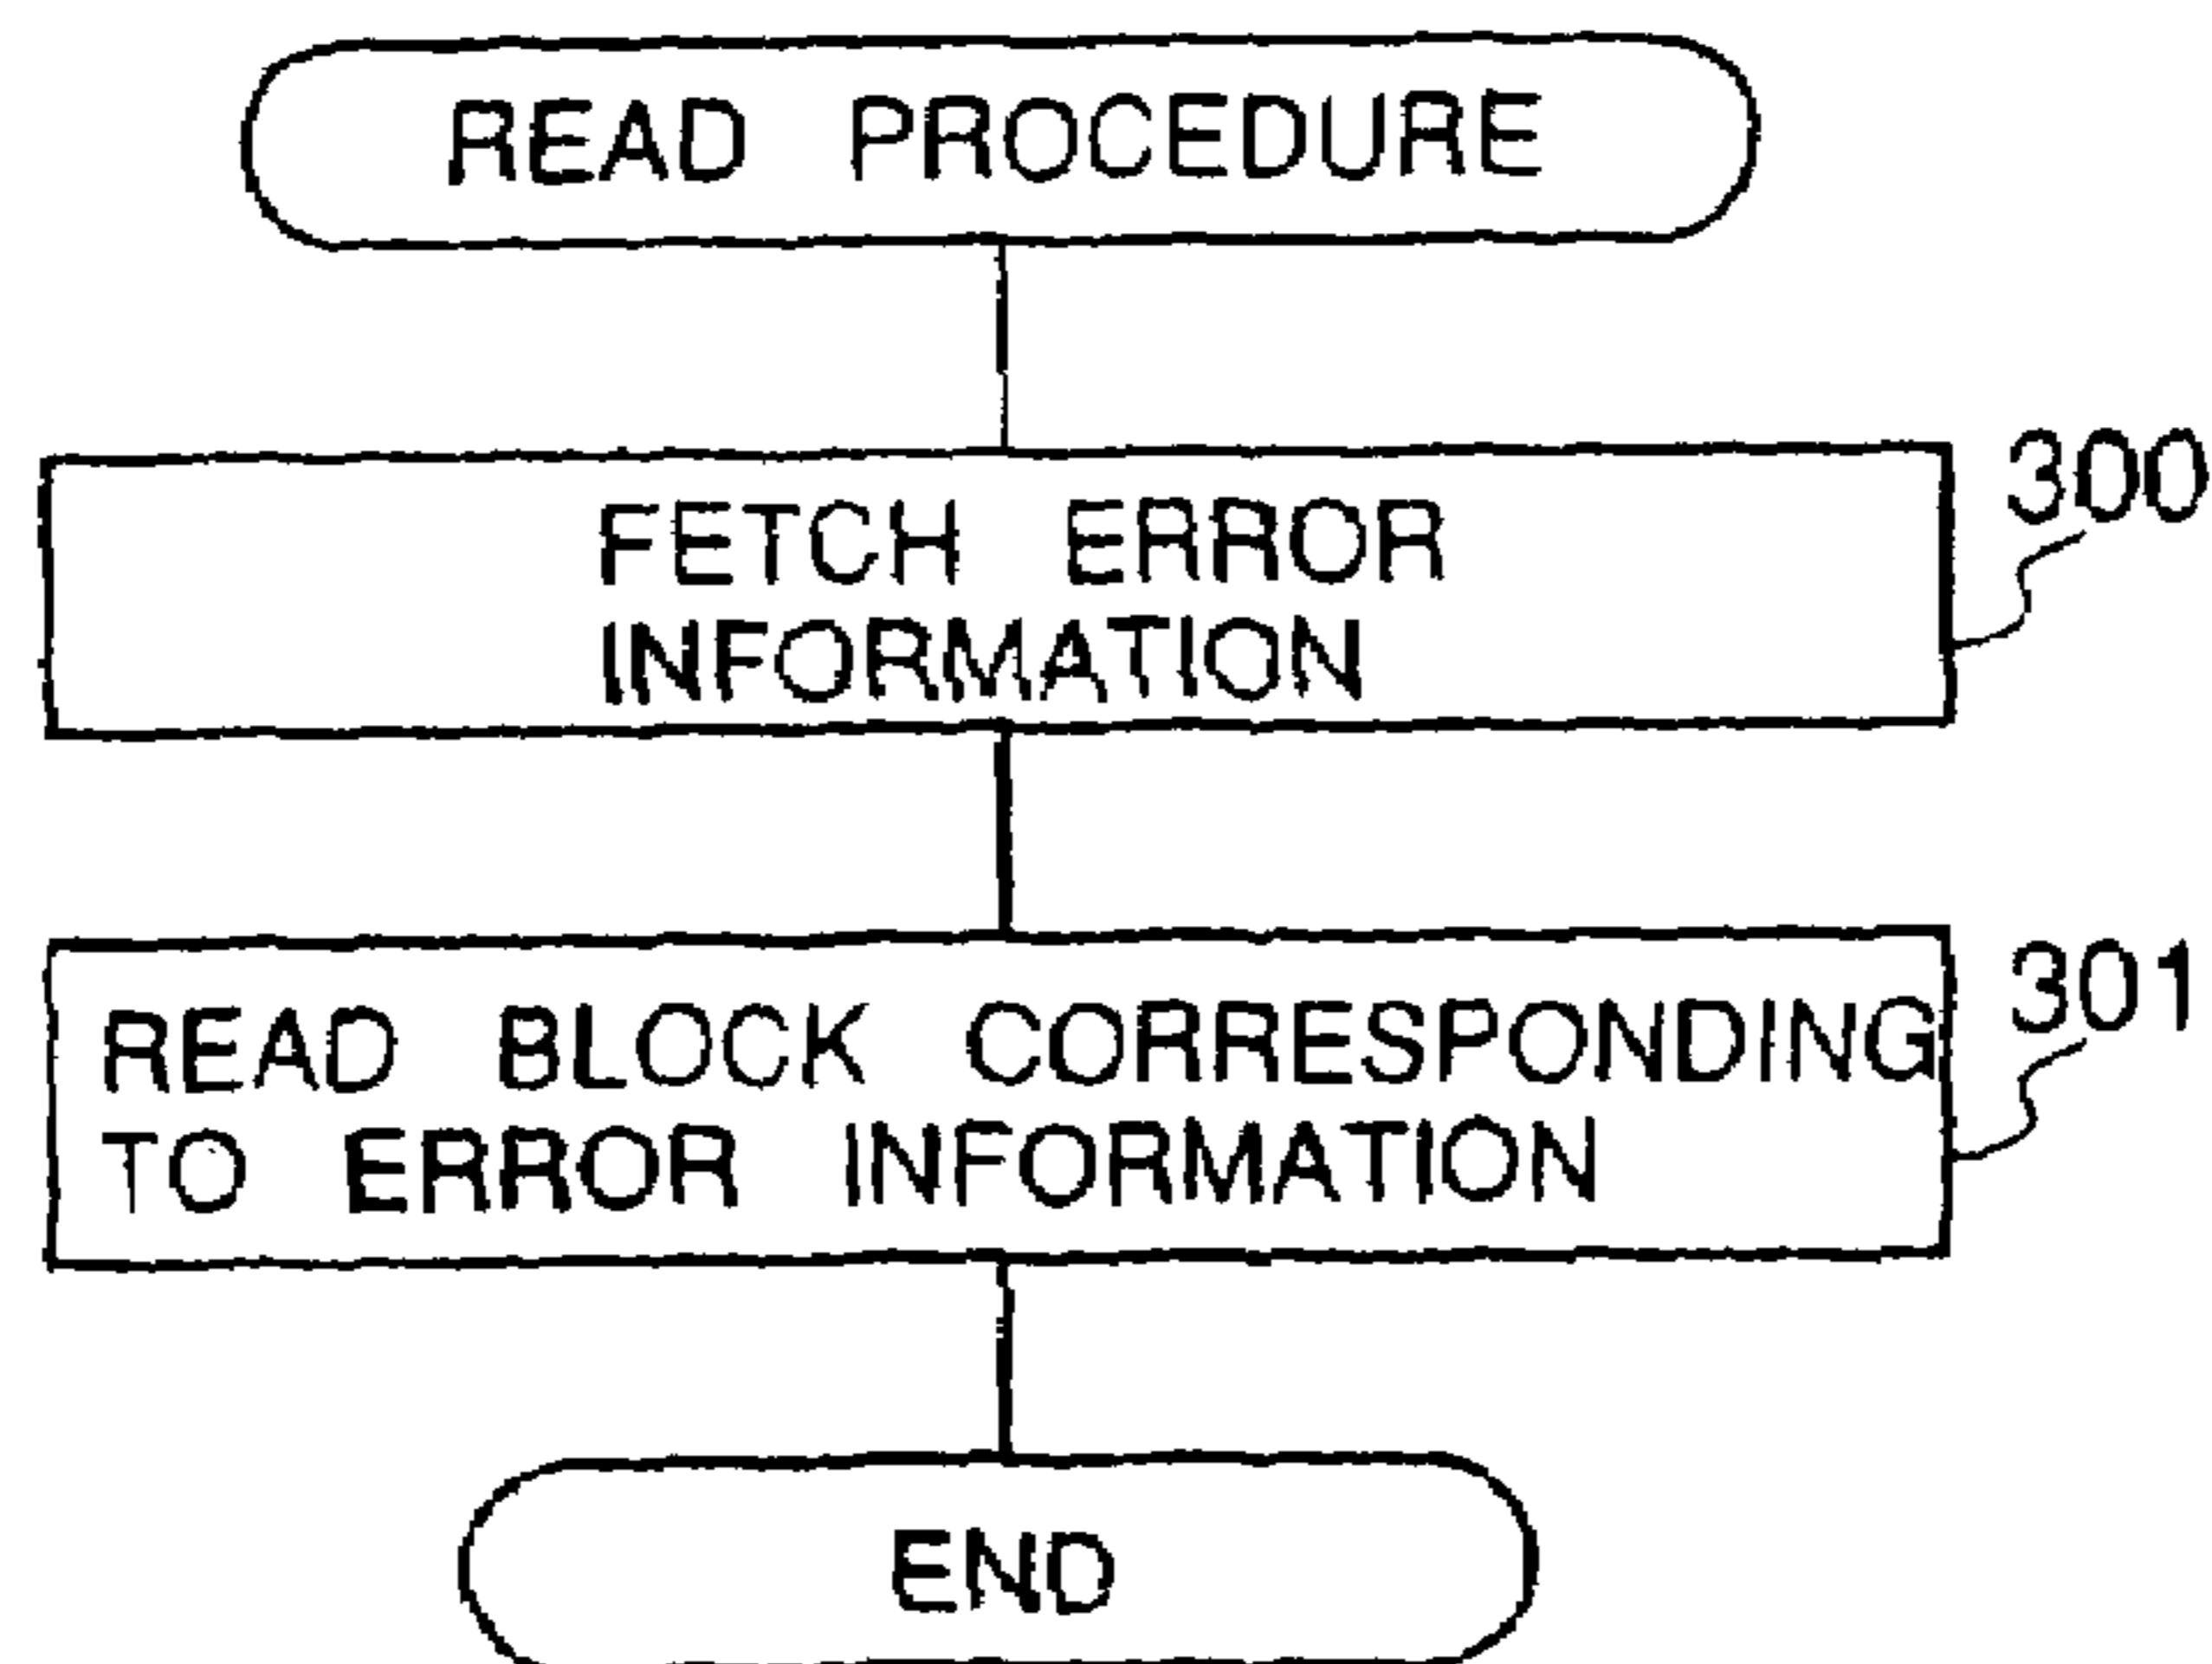 READ PROCEDURE
FETCH ERROR
INFORMATION
300
READ BLOCK CORRESPONDING
TO ERROR INFORMATION
301
END